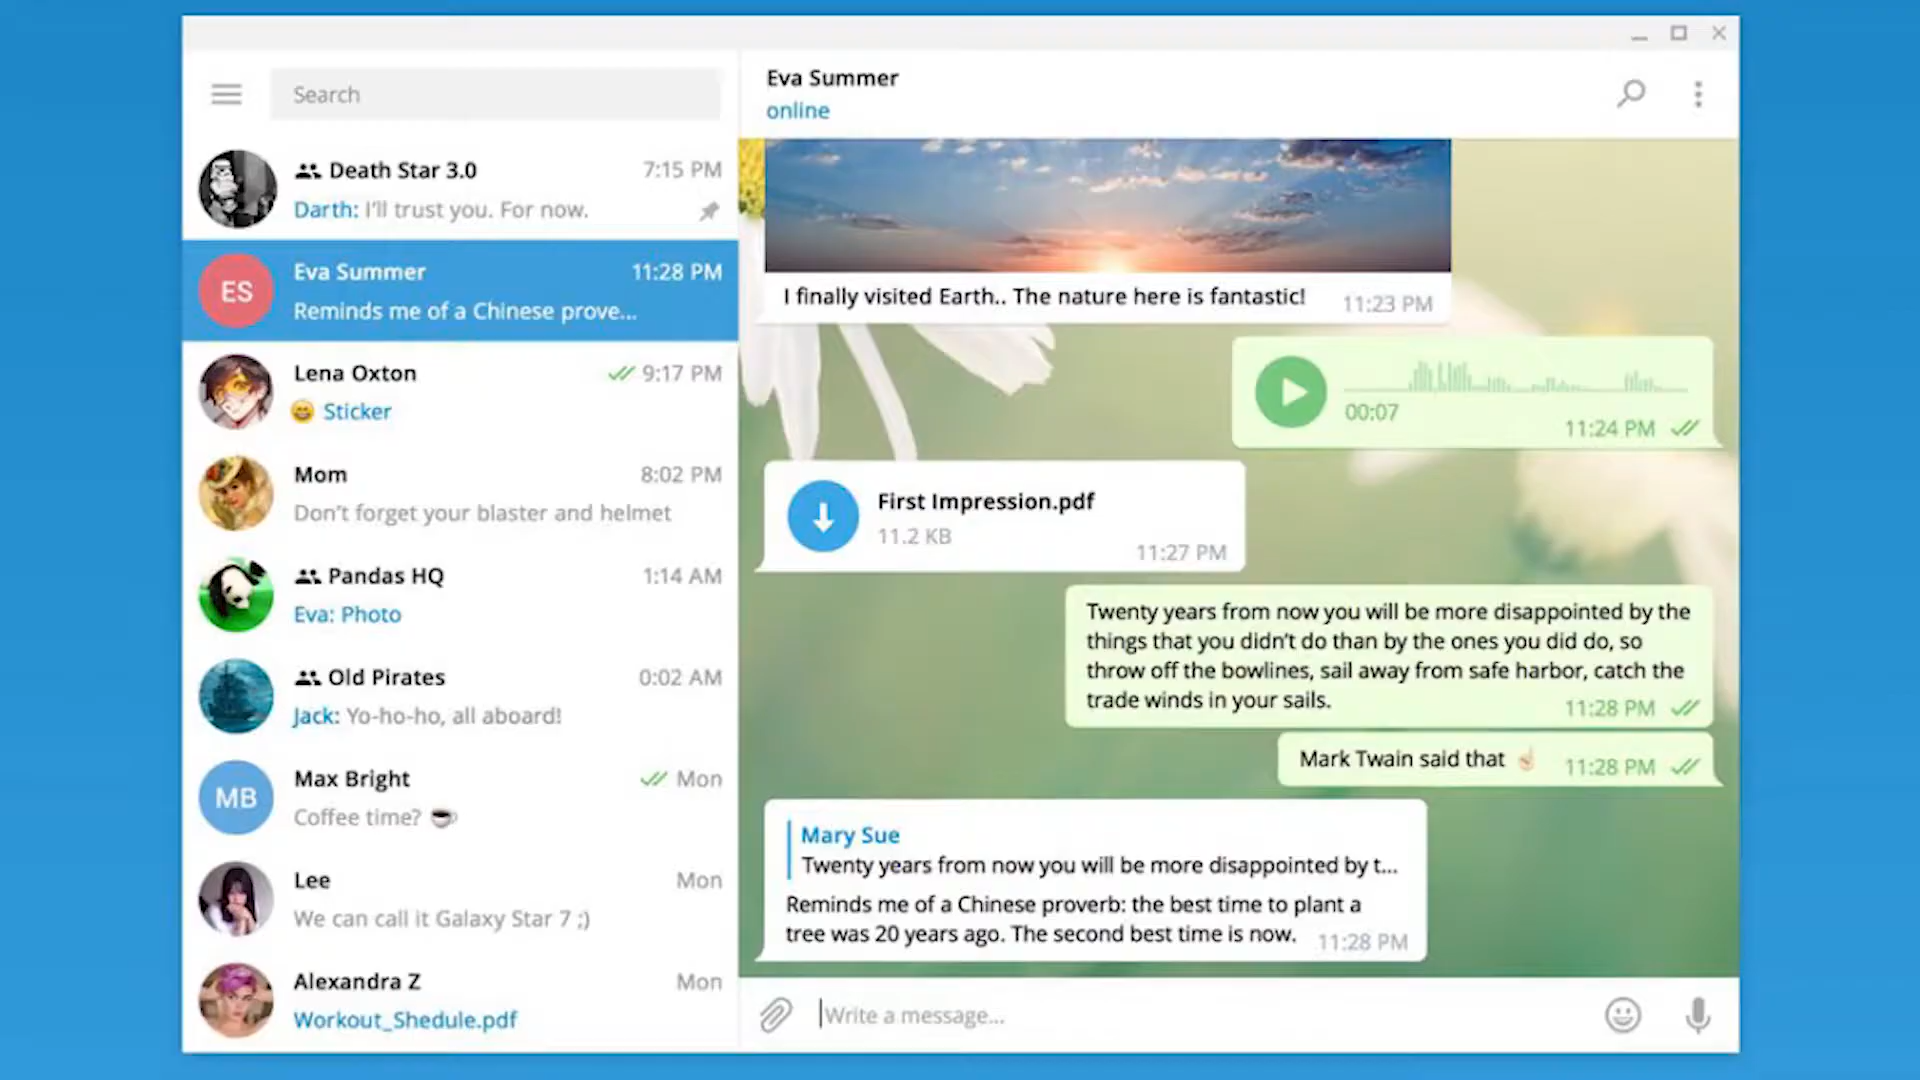 Search
Death Star 3.0 7:15 PM
Darth: I'll trust you. For now.
ES
Eva Summer 11:28 PM
Reminds me of a Chinese prove...
Lena Oxton 9:17 PM
😄 Sticker
Mom 8:02 PM
Don't forget your blaster and helmet
Pandas HQ 1:14 AM
Eva: Photo
Old Pirates 0:02 AM
Jack: Yo-ho-ho, all aboard!
MB
Max Bright Mon
Coffee time? ☕
Lee Mon
We can call it Galaxy Star 7 ;)
Alexandra Z Mon
Workout_Shedule.pdf
Eva Summer
online
I finally visited Earth.. The nature here is fantastic! 11:23 PM
00:07
11:24 PM
First Impression.pdf
11.2 KB
11:27 PM
Twenty years from now you will be more disappointed by the
things that you didn't do than by the ones you did do, so
throw off the bowlines, sail away from safe harbor, catch the
trade winds in your sails. 11:28 PM
Mark Twain said that ☝🏻 11:28 PM
Mary Sue
Twenty years from now you will be more disappointed by t...
Reminds me of a Chinese proverb: the best time to plant a
tree was 20 years ago. The second best time is now. 11:28 PM
Write a message...